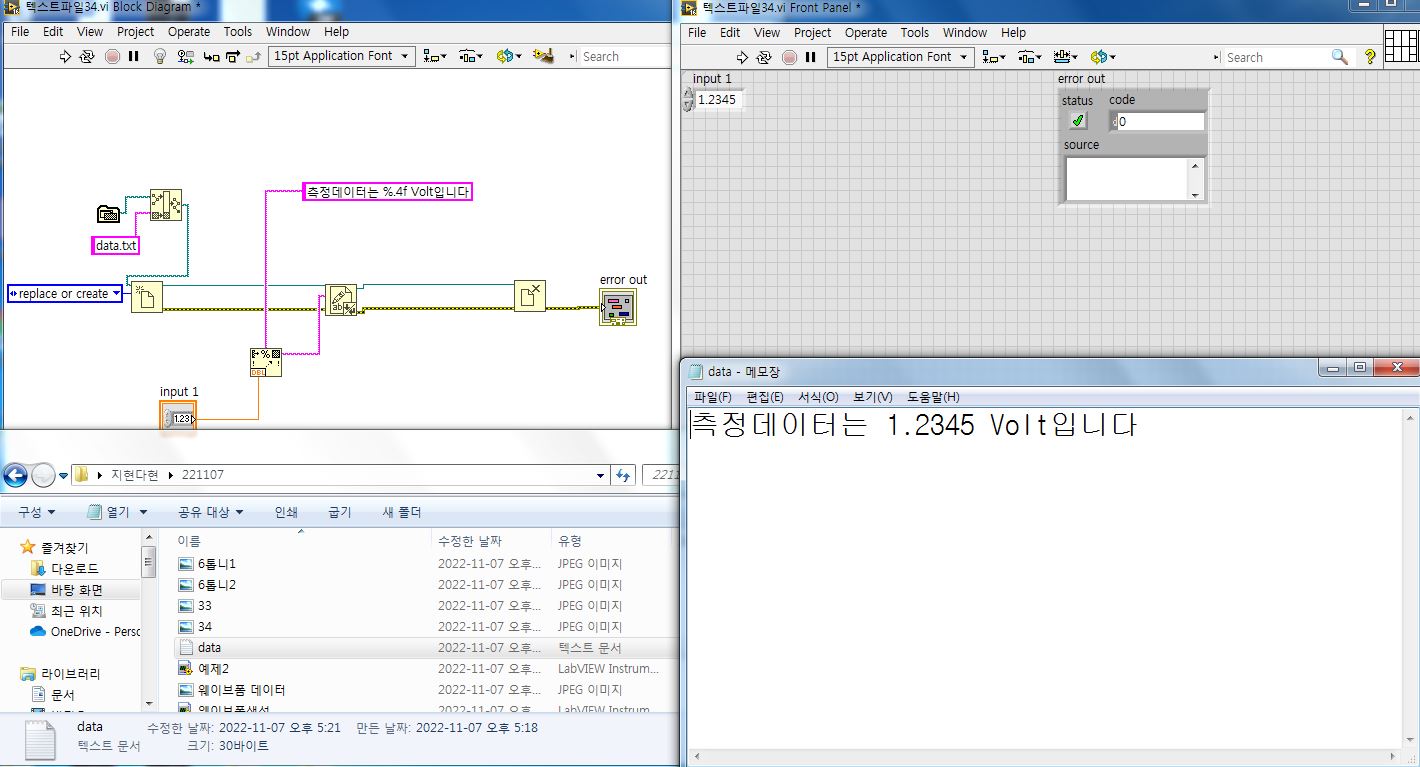 텍스트파일34.vi Block Diagram *
File Edit View Project Operate Tools Window Help
15pt Application Font
Search
측정데이터는 %.4f Volt입니다
data.txt
replace or create
error out
ab
%
DBL
input 1
1.23
텍스트파일34.vi Front Panel *
File Edit View Project Operate Tools Window Help
15pt Application Font
Search
input 1
1.2345
error out
status code
0
source
지현다현 221107
구성 열기 공유 대상 인쇄 굽기 새 폴더
즐겨찾기
다운로드
바탕 화면
최근 위치
OneDrive - Perso
라이브러리
문서
이름 수정한 날짜 유형
6톰니1 2022-11-07 오후... JPEG 이미지
6톰니2 2022-11-07 오후... JPEG 이미지
33 2022-11-07 오후... JPEG 이미지
34 2022-11-07 오후... JPEG 이미지
data 2022-11-07 오후... 텍스트 문서
예제2 2022-11-07 오후... LabVIEW Instrum...
웨이브폼 데이터 2022-11-07 오후... JPEG 이미지
2022-11-07 오후... LabVIEW Instrum...
data 수정한 날짜: 2022-11-07 오후 5:21 만든 날짜: 2022-11-07 오후 5:18
텍스트 문서 크기: 30바이트
data - 메모장
파일(F) 편집(E) 서식(O) 보기(V) 도움말(H)
측정데이터는 1.2345 Volt입니다